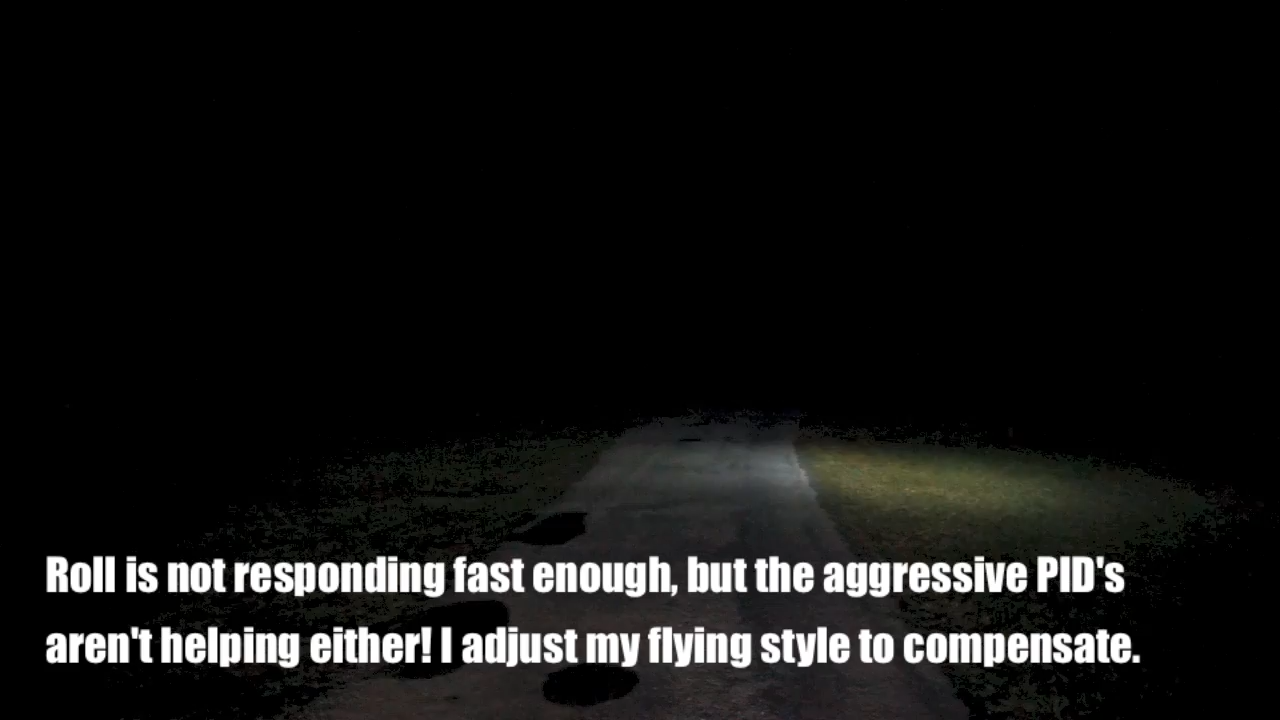 Roll is not responding fast enough, but the aggressive PID's
aren't helping either! I adjust my flying style to compensate.